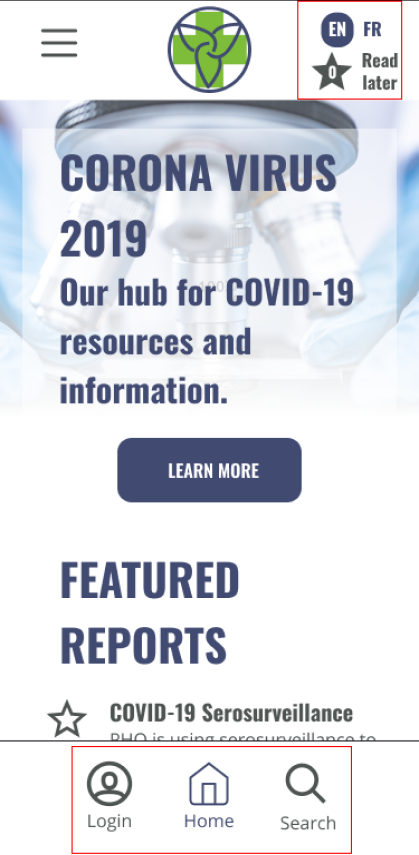 EN FR
0 Read
later
CORONA VIRUS
2019
Our hub for COVID-19
resources and
information.
LEARN MORE
FEATURED
REPORTS
COVID-19 Serosurveillance
PHO is using serosurveillance to
Login Home Search